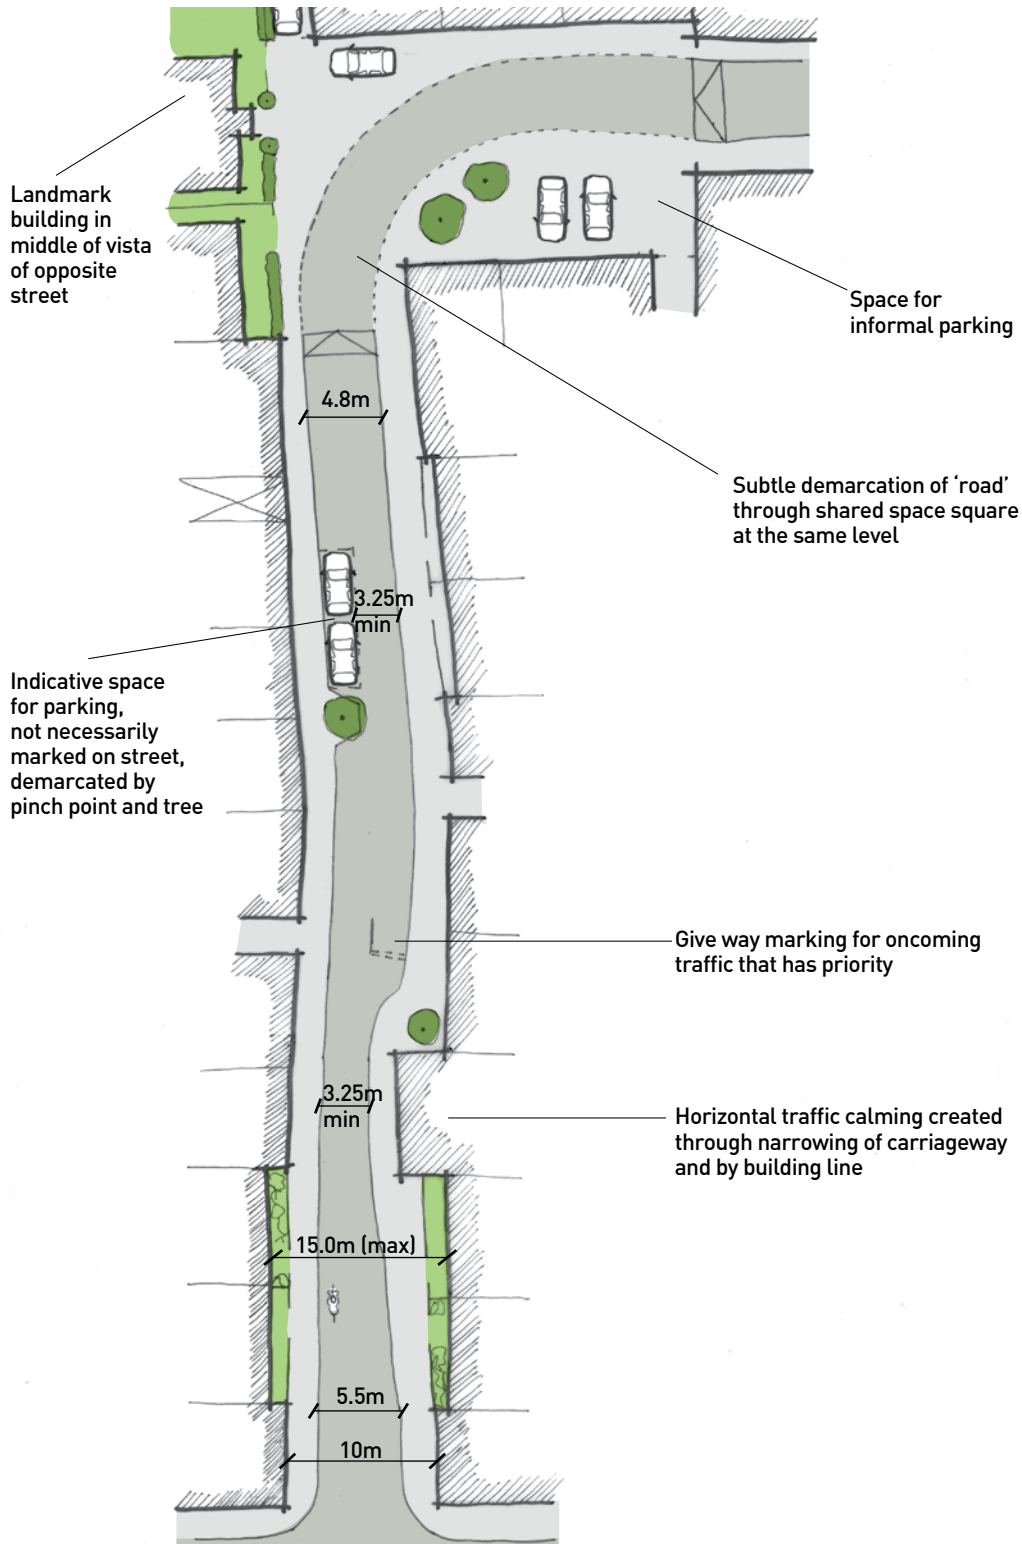 Landmark
building in
middle of vista
of opposite
street
Space for
informal parking
4.8m
Subtle demarcation of ‘road’
through shared space square
at the same level
3.25m
min
Indicative space
for parking,
not necessarily
marked on street,
demarcated by
pinch point and tree
Give way marking for oncoming
traffic that has priority
3.25m
min
Horizontal traffic calming created
through narrowing of carriageway
and by building line
15.0m (max)
5.5m
10m